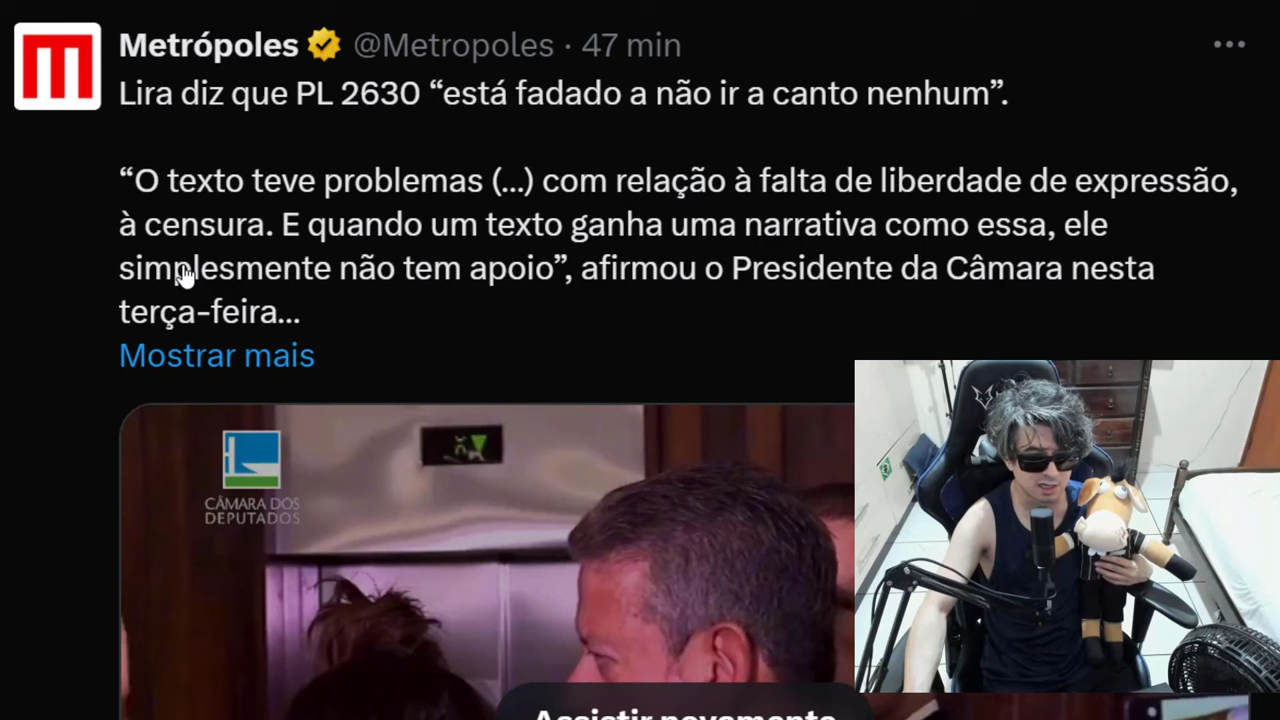 Metrópoles @Metropoles · 47 min
Lira diz que PL 2630 “está fadado a não ir a canto nenhum”.
“O texto teve problemas (...) com relação à falta de liberdade de expressão,
à censura. E quando um texto ganha uma narrativa como essa, ele
simplesmente não tem apoio”, afirmou o Presidente da Câmara nesta
terça-feira...
Mostrar mais
CÂMARA DOS
DEPUTADOS
Assistir novamente